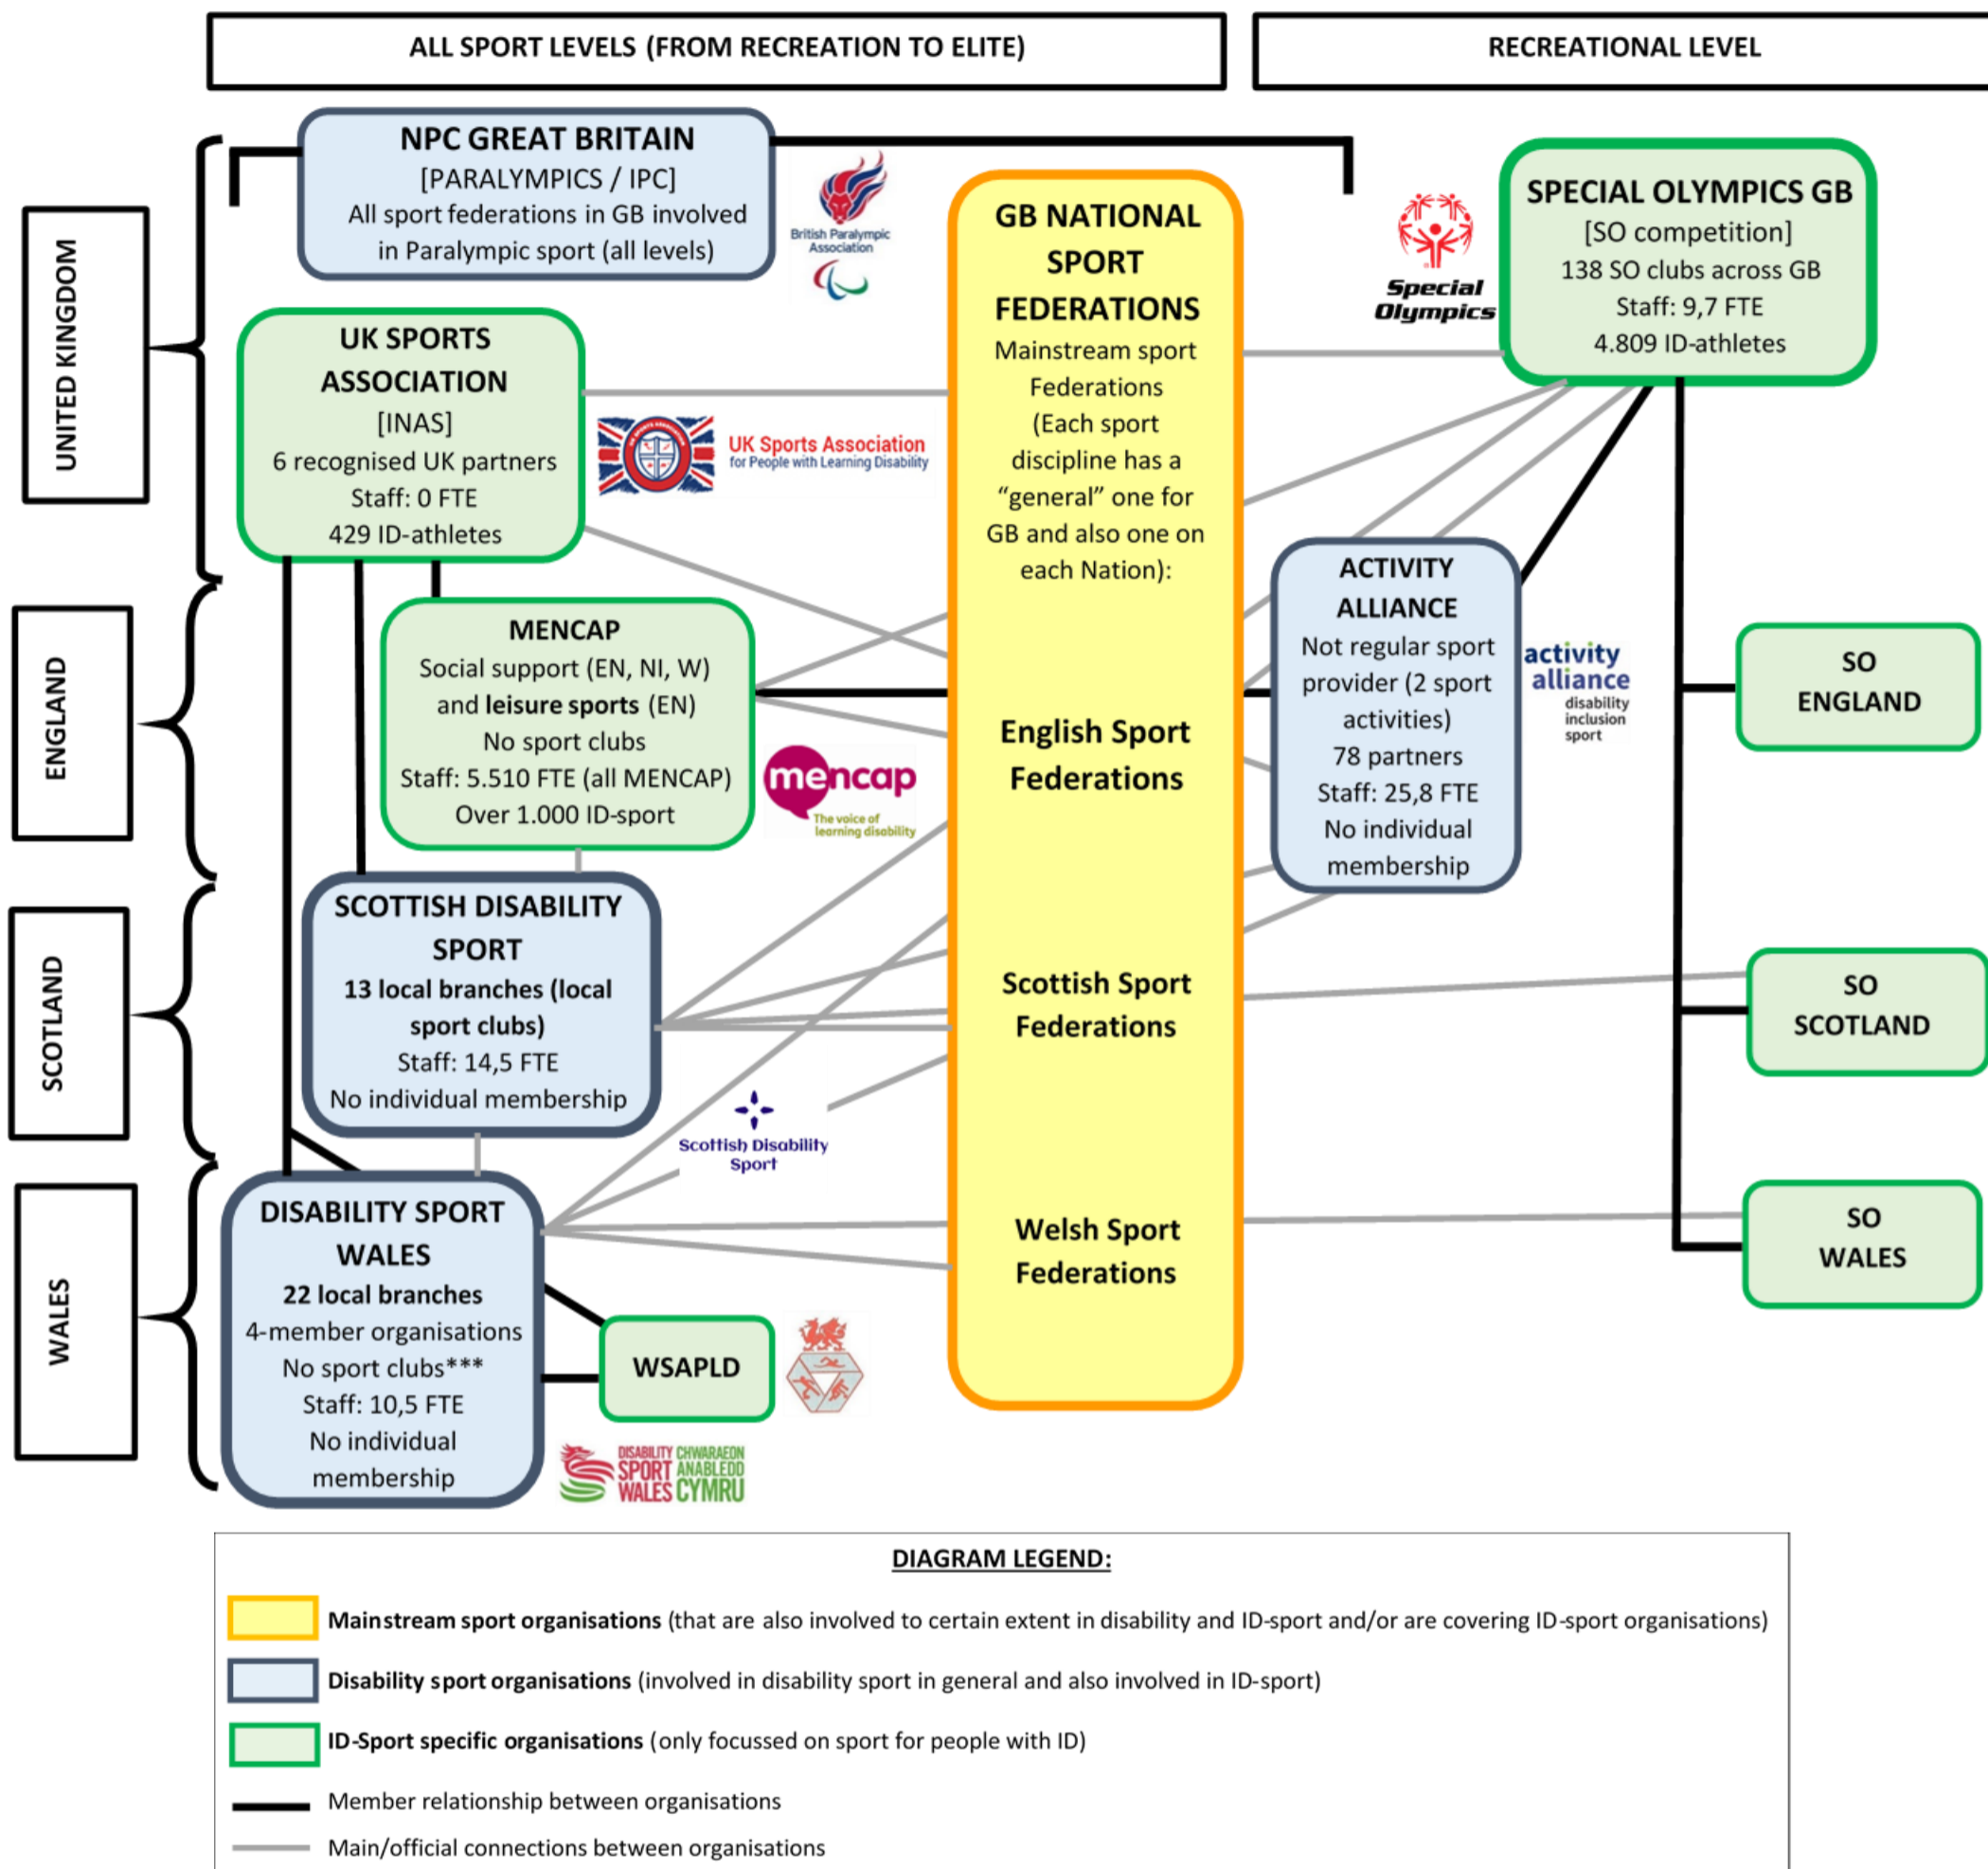 ALL SPORT LEVELS (FROM RECREATION TO ELITE)
RECREATIONAL LEVEL
UNITED KINGDOM
NPC GREAT BRITAIN
[PARALYMPICS / IPC]
All sport federations in GB involved
in Paralympic sport (all levels)
British Paralympic
Association
GB NATIONAL
SPORT
FEDERATIONS
Mainstream sport
Federations
(Each sport
discipline has a
“general” one for
GB and also one on
each Nation):
English Sport
Federations
Scottish Sport
Federations
Welsh Sport
Federations
Special
Olympics
SPECIAL OLYMPICS GB
[SO competition]
138 SO clubs across GB
Staff: 9,7 FTE
4.809 ID-athletes
UK SPORTS
ASSOCIATION
[INAS]
6 recognised UK partners
Staff: 0 FTE
429 ID-athletes
UK Sports Association
for People with Learning Disability
ENGLAND
MENCAP
Social support (EN, NI, W)
and leisure sports (EN)
No sport clubs
Staff: 5.510 FTE (all MENCAP)
Over 1.000 ID-sport
mencap
The voice of
learning disability
ACTIVITY
ALLIANCE
Not regular sport
provider (2 sport
activities)
78 partners
Staff: 25,8 FTE
No individual
membership
activity
alliance
disability
inclusion
sport
SO
ENGLAND
SCOTLAND
SCOTTISH DISABILITY
SPORT
13 local branches (local
sport clubs)
Staff: 14,5 FTE
No individual membership
Scottish Disability
Sport
SO
SCOTLAND
WALES
DISABILITY SPORT
WALES
22 local branches
4-member organisations
No sport clubs***
Staff: 10,5 FTE
No individual
membership
WSAPLD
DISABILITY CHWARAEON
SPORT ANABLEDD
WALES CYMRU
SO
WALES
DIAGRAM LEGEND:
Mainstream sport organisations (that are also involved to certain extent in disability and ID-sport and/or are covering ID-sport organisations)
Disability sport organisations (involved in disability sport in general and also involved in ID-sport)
ID-Sport specific organisations (only focussed on sport for people with ID)
Member relationship between organisations
Main/official connections between organisations